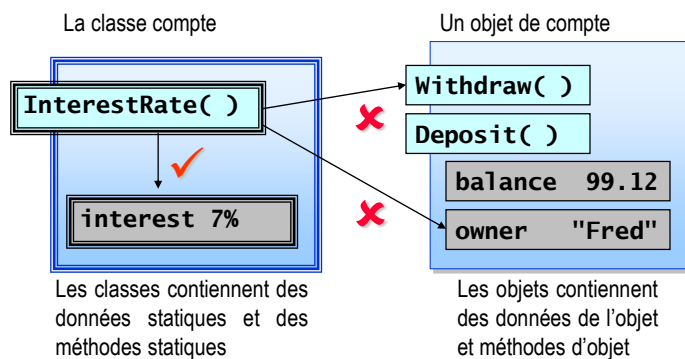 La classe compte
Un objet de compte
InterestRate( )
interest 7%
Withdraw( )
Deposit( )
balance 99.12
owner "Fred"
Les classes contiennent des
données statiques et des
méthodes statiques
Les objets contiennent
des données de l'objet
et méthodes d'objet